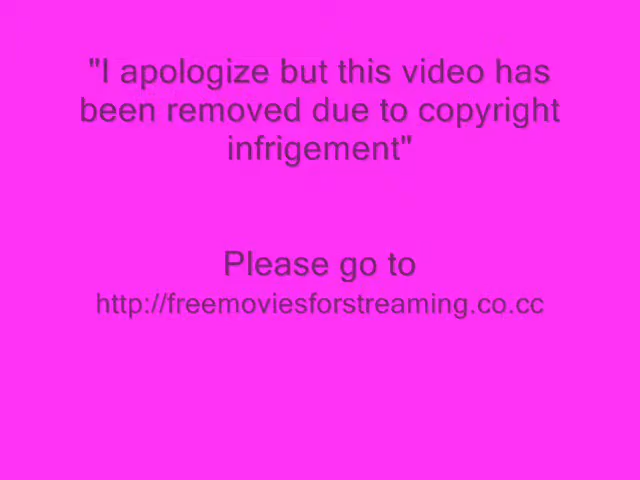 "I apologize but this video has
been removed due to copyright
infrigement"
Please go to
http://freemoviesforstreaming.co.cc